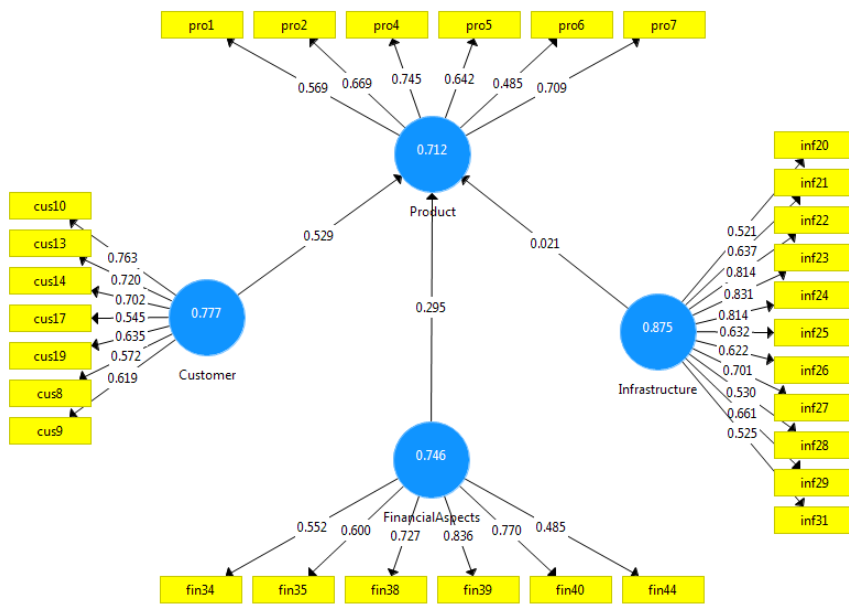 pro1 pro2 pro4 pro5 pro6 pro7
0.569 0.669 0.745 0.642 0.485 0.709
0.712
Product
cus10
cus13
cus14
cus17
cus19
cus8
cus9
0.763
0.720
0.702
0.545
0.635
0.572
0.619
0.777
Customer
0.529
0.295
0.021
0.875
Infrastructure
0.521
0.637
0.814
0.831
0.814
0.632
0.622
0.701
0.530
0.661
0.525
inf20
inf21
inf22
inf23
inf24
inf25
inf26
inf27
inf28
inf29
inf31
0.746
FinancialAspects
0.552 0.600 0.727 0.836 0.770 0.485
fin34 fin35 fin38 fin39 fin40 fin44